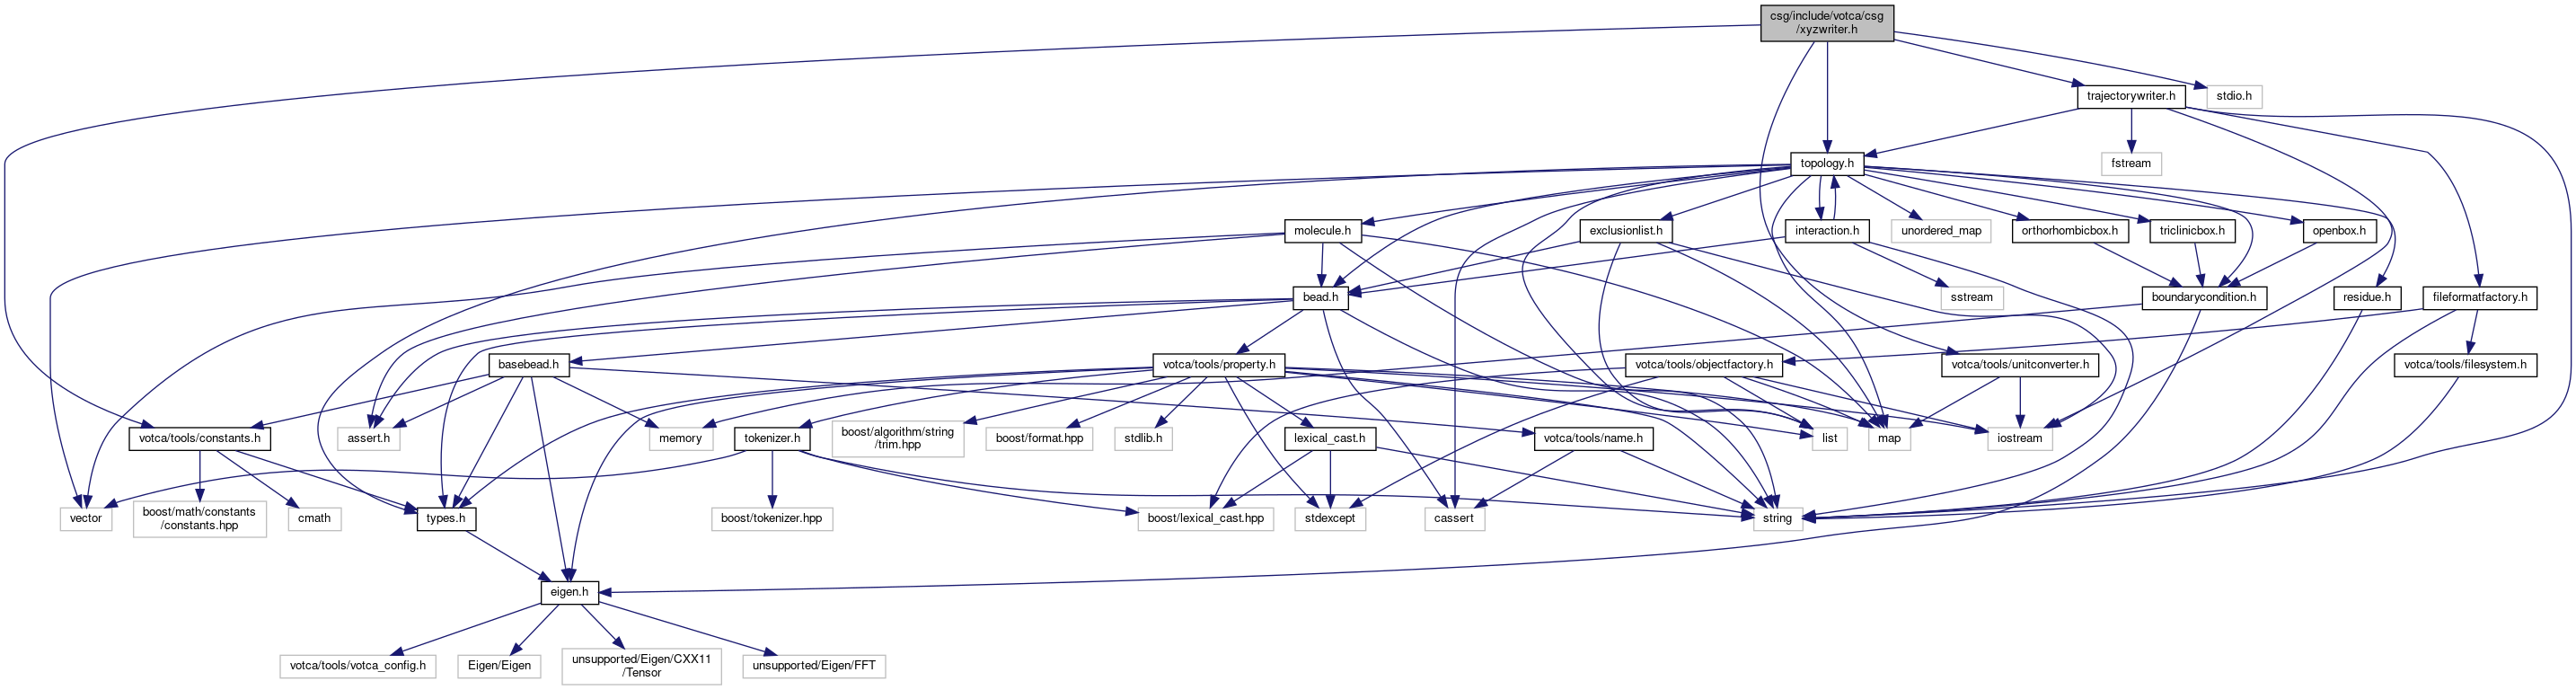 csg/include/votca/csg
/xyzwriter.h
trajectorywriter.h
stdio.h
topology.h
fstream
molecule.h
exclusionlist.h
interaction.h
unordered_map
orthorhombicbox.h
triclinicbox.h
openbox.h
bead.h
sstream
boundarycondition.h
residue.h
fileformatfactory.h
basebead.h
votca/tools/property.h
votca/tools/objectfactory.h
votca/tools/unitconverter.h
votca/tools/filesystem.h
votca/tools/constants.h
assert.h
memory
tokenizer.h
boost/algorithm/string
/trim.hpp
boost/format.hpp
stdlib.h
lexical_cast.h
votca/tools/name.h
list
map
iostream
vector
boost/math/constants
/constants.hpp
cmath
types.h
boost/tokenizer.hpp
boost/lexical_cast.hpp
stdexcept
cassert
string
eigen.h
votca/tools/votca_config.h
Eigen/Eigen
unsupported/Eigen/CXX11
/Tensor
unsupported/Eigen/FFT